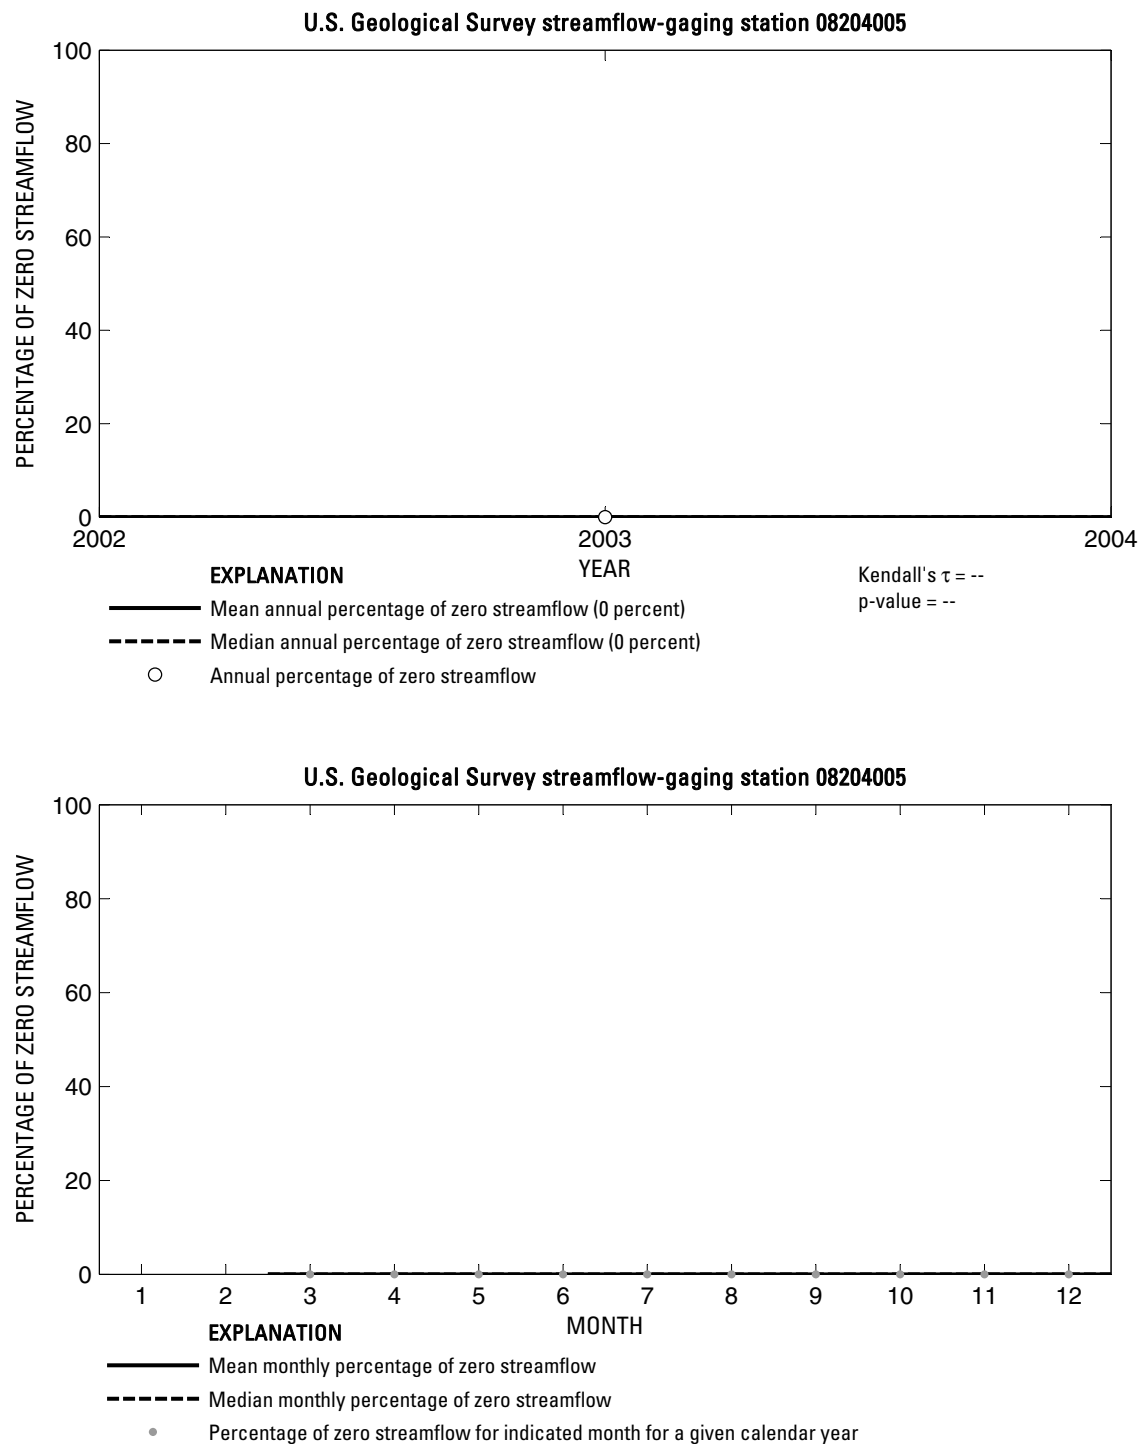 U.S. Geological Survey streamflow-gaging station 08204005
PERCENTAGE OF ZERO STREAMFLOW
100
80
60
40
20
0
2002 2003 2004
YEAR
EXPLANATION
Mean annual percentage of zero streamflow (0 percent)
Median annual percentage of zero streamflow (0 percent)
Annual percentage of zero streamflow
Kendall's τ = --
p-value = --
U.S. Geological Survey streamflow-gaging station 08204005
PERCENTAGE OF ZERO STREAMFLOW
100
80
60
40
20
0
1 2 3 4 5 6 7 8 9 10 11 12
MONTH
EXPLANATION
Mean monthly percentage of zero streamflow
Median monthly percentage of zero streamflow
Percentage of zero streamflow for indicated month for a given calendar year